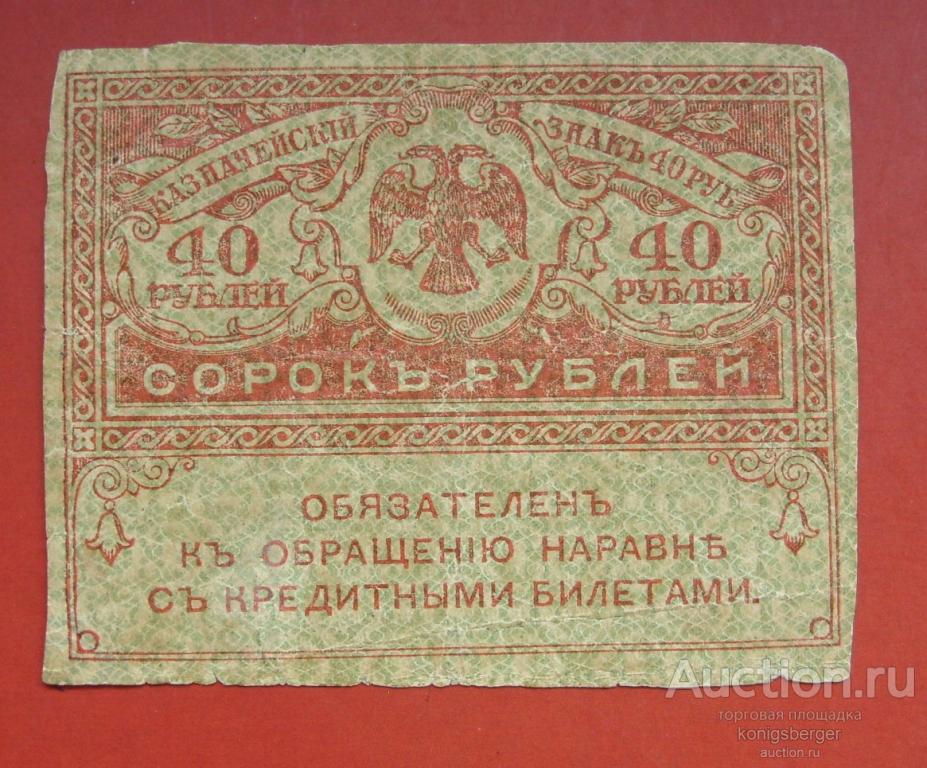 КАЗНАЧЕЙСКІЙ
ЗНАКЪ 40 РУБ
40
РУБЛЕЙ
40
РУБЛЕЙ
СОРОКЪ РУБЛЕЙ
ОБЯЗАТЕЛЕНЪ
КЪ ОБРАЩЕНІЮ НАРАВНѢ
СЪ КРЕДИТНЫМИ БИЛЕТАМИ.
Auction.ru
торговая площадка
konigsberger
auction.ru